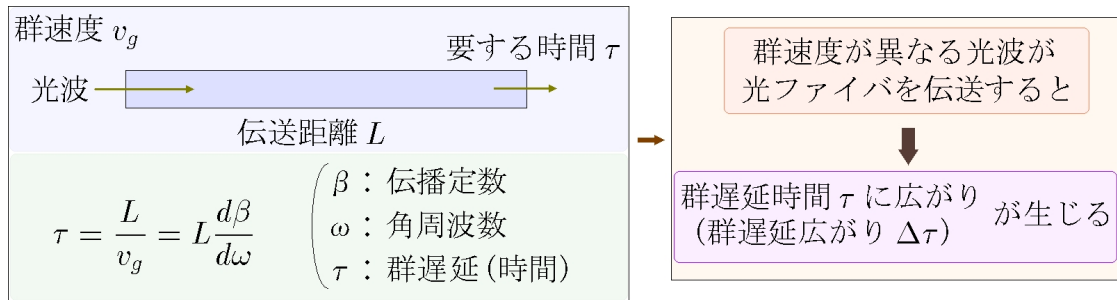 群速度 v_g
要する時間 τ
光波
伝送距離 L
τ = L/v_g = L dβ/dω
β : 伝播定数
ω : 角周波数
τ : 群遅延 (時間)
群速度が異なる光波が
光ファイバを伝送すると
群遅延時間 τ に広がり
(群遅延広がり Δτ)
が生じる